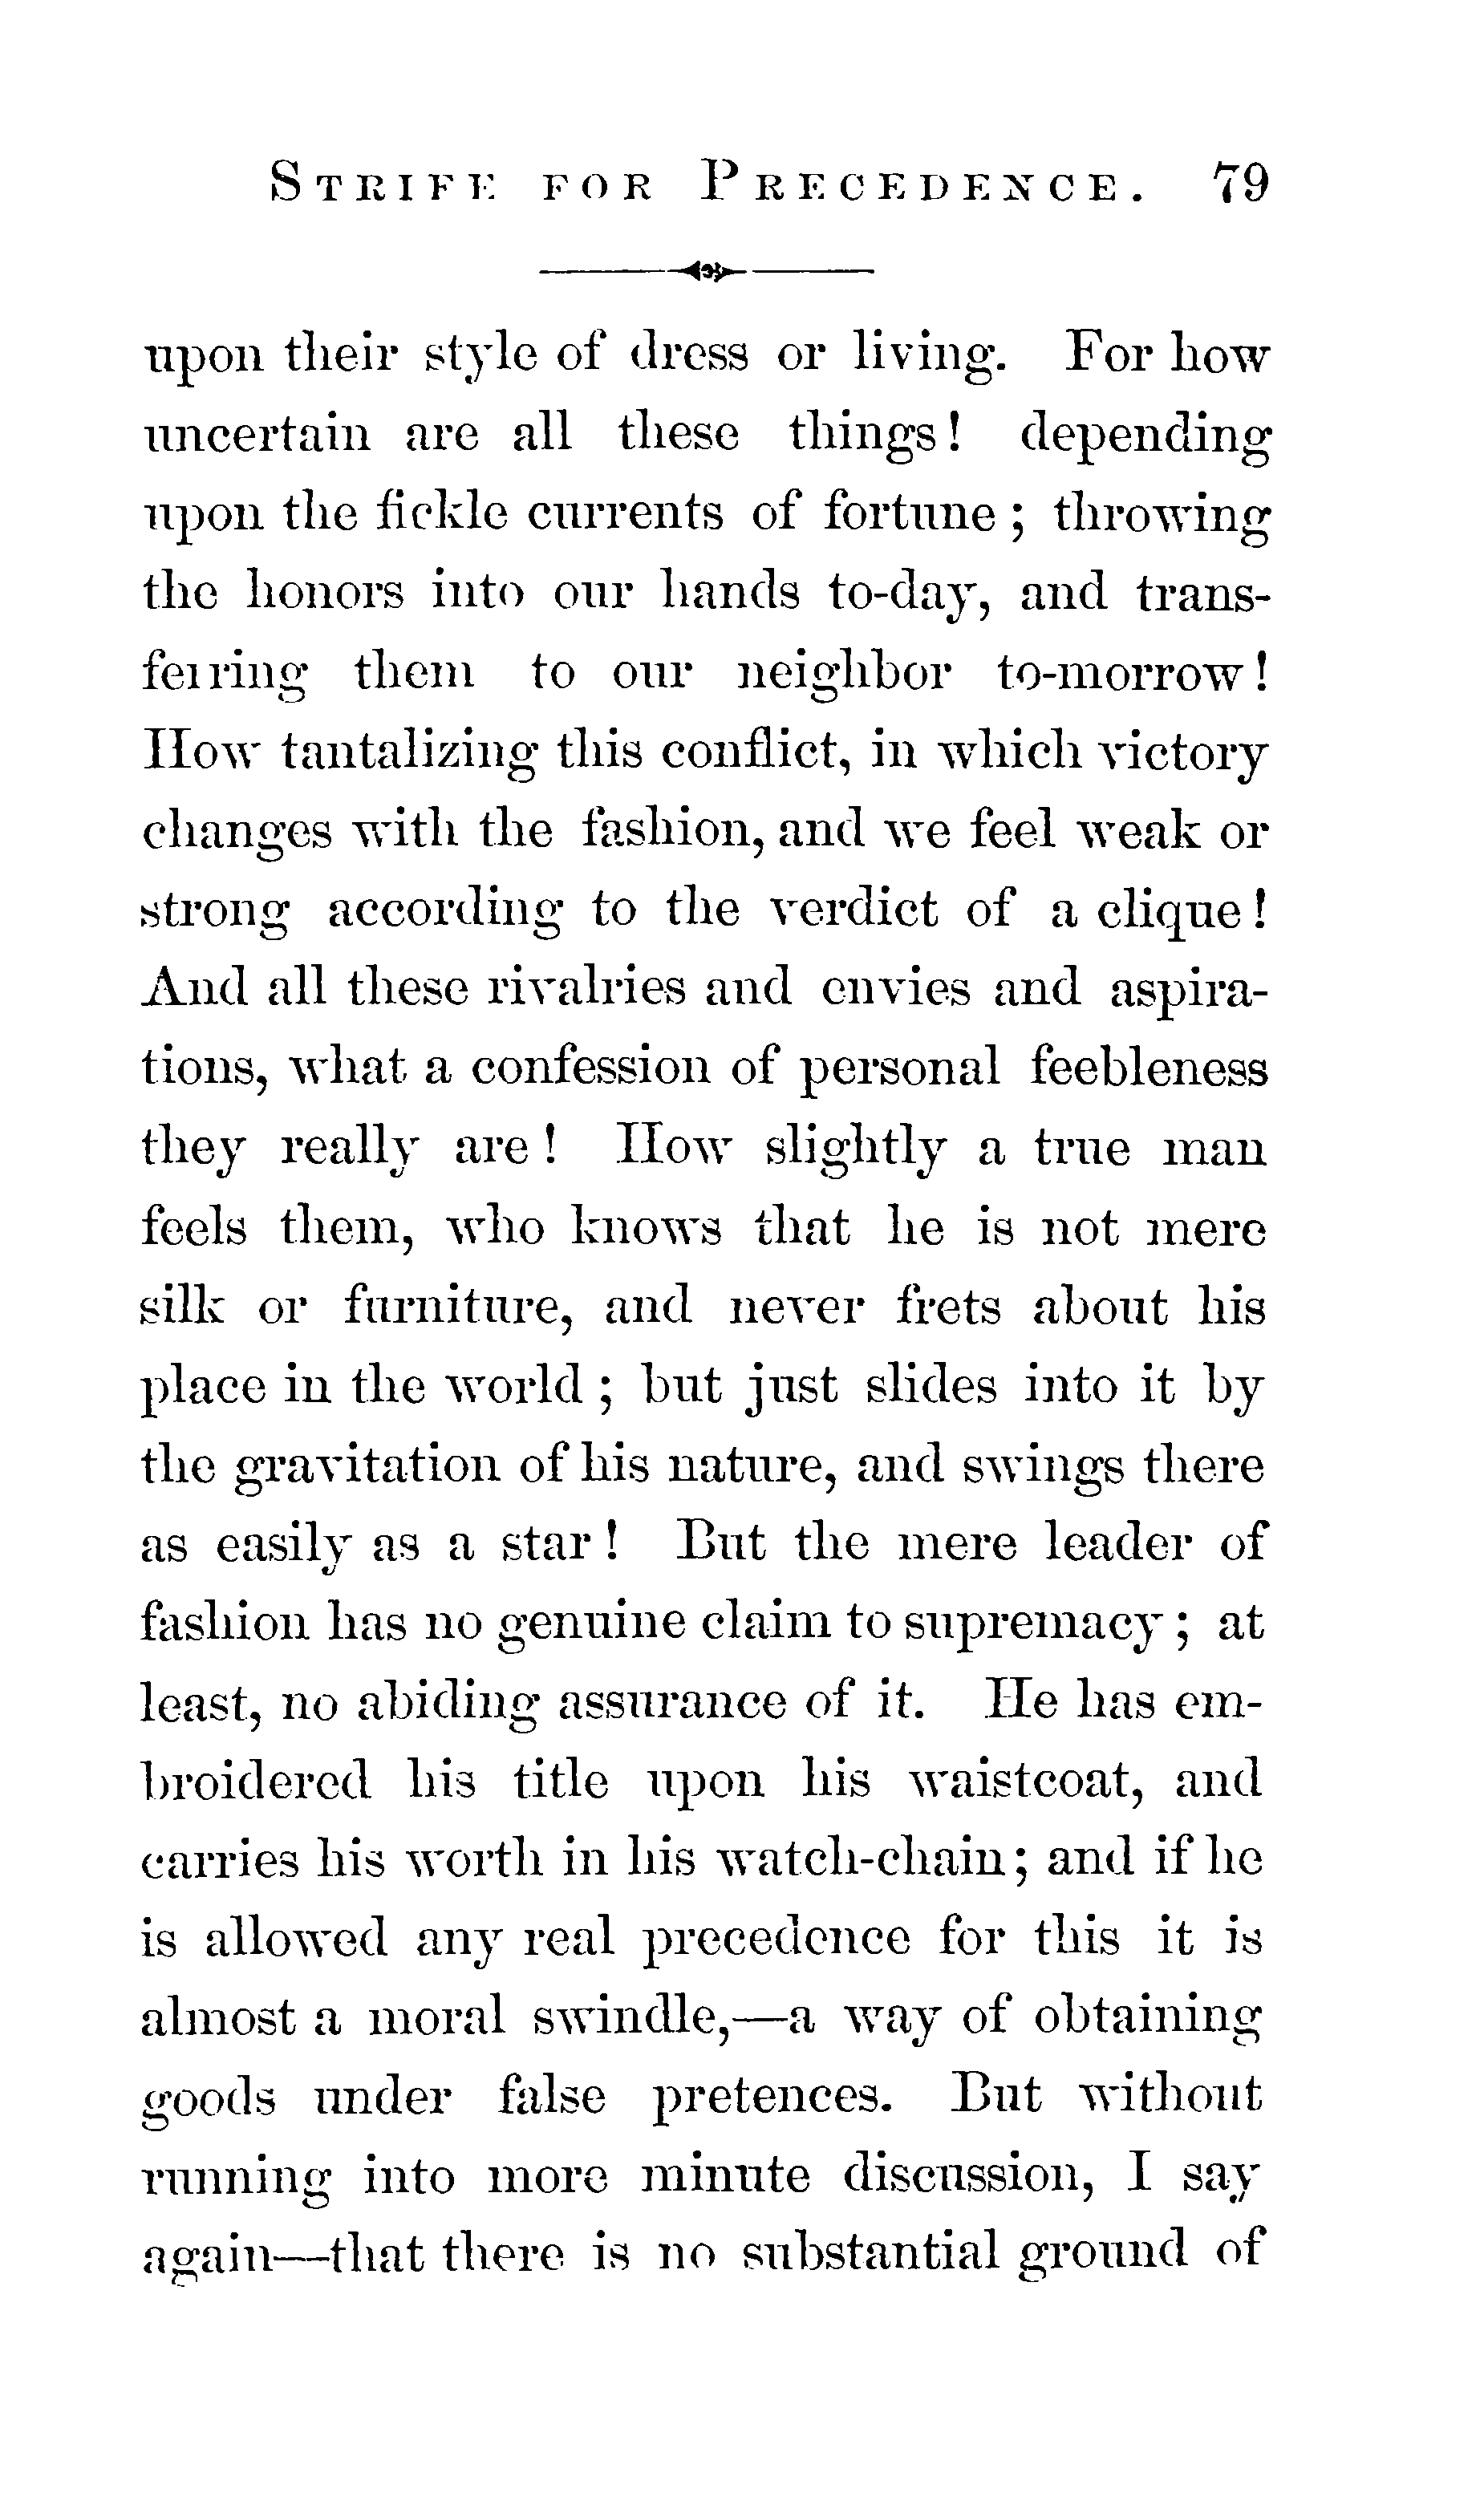 STRIFE FOR PRECEDENCE. 79
upon their style of dress or living. For how
uncertain are all these things! depending
upon the fickle currents of fortune; throwing
the honors into our hands to-day, and trans-
ferring them to our neighbor to-morrow!
How tantalizing this conflict, in which victory
changes with the fashion, and we feel weak or
strong according to the verdict of a clique!
And all these rivalries and envies and aspira-
tions, what a confession of personal feebleness
they really are! How slightly a true man
feels them, who knows that he is not mere
silk or furniture, and never frets about his
place in the world; but just slides into it by
the gravitation of his nature, and swings there
as easily as a star! But the mere leader of
fashion has no genuine claim to supremacy; at
least, no abiding assurance of it. He has em-
broidered his title upon his waistcoat, and
carries his worth in his watch-chain; and if he
is allowed any real precedence for this it is
almost a moral swindle,—a way of obtaining
goods under false pretences. But without
running into more minute discussion, I say
again—that there is no substantial ground of